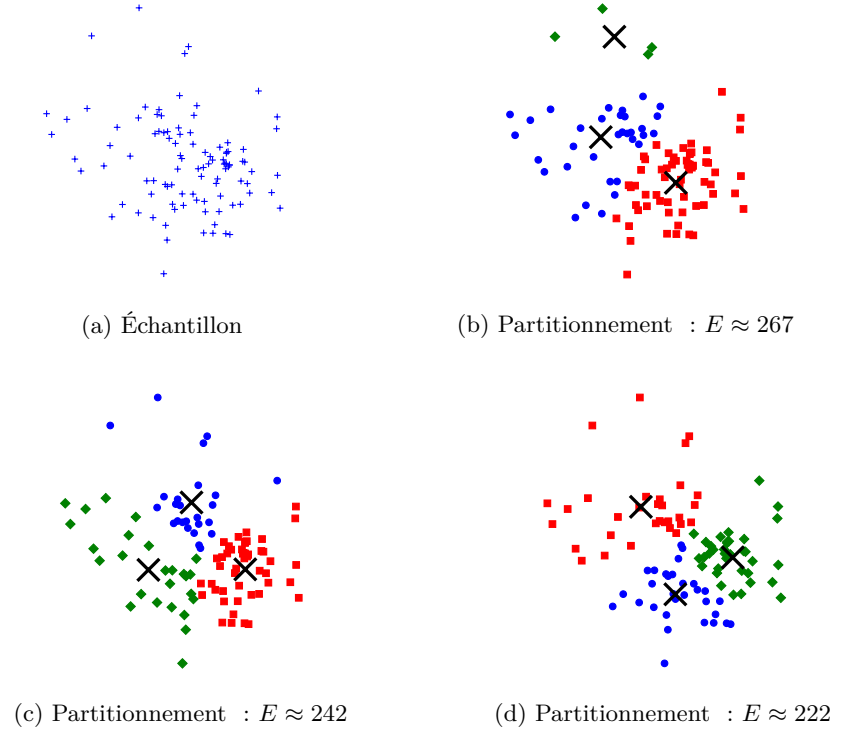 (a) Échantillon
(b) Partitionnement : E ≈ 267
(c) Partitionnement : E ≈ 242
(d) Partitionnement : E ≈ 222